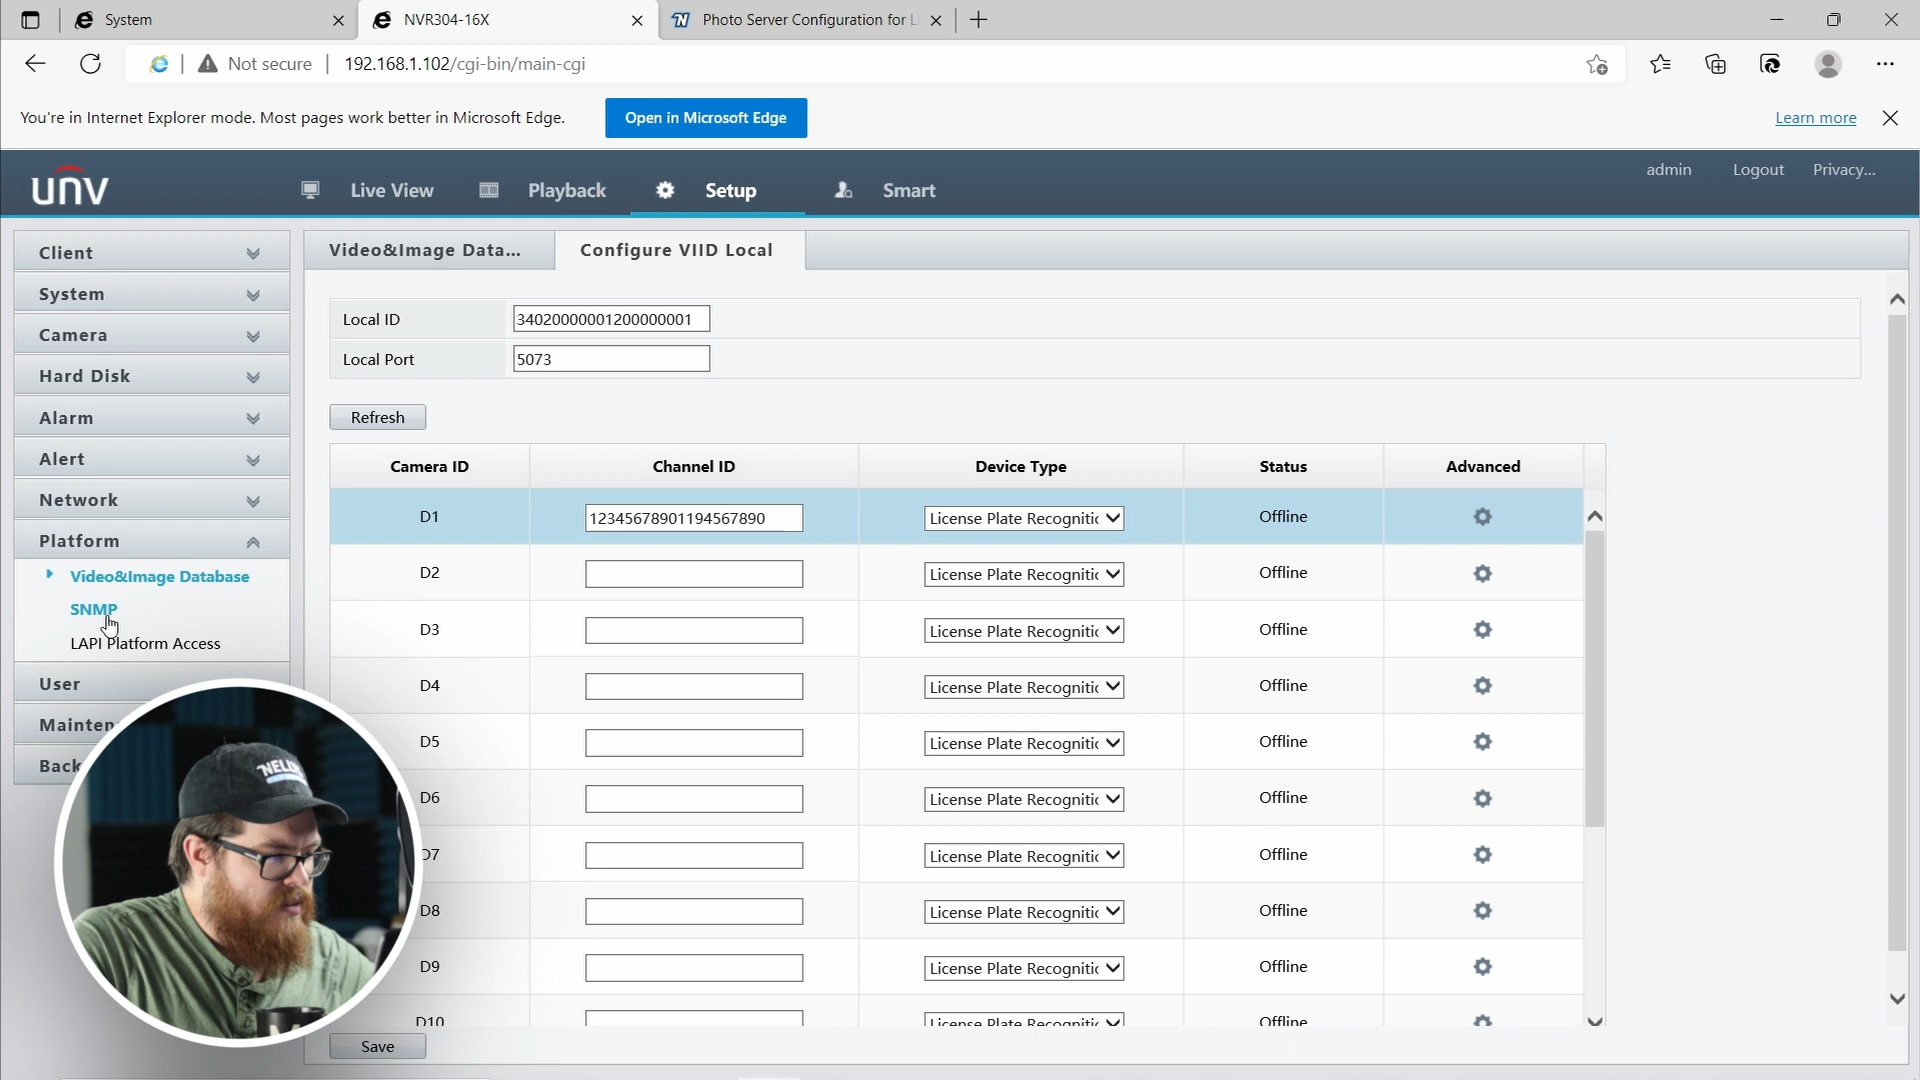 System
NVR304-16X
Photo Server Configuration for L
Not secure
192.168.1.102/cgi-bin/main-cgi
You're in Internet Explorer mode. Most pages work better in Microsoft Edge.
Open in Microsoft Edge
Learn more
unv
Live View
Playback
Setup
Smart
admin
Logout
Privacy...
Client
System
Camera
Hard Disk
Alarm
Alert
Network
Platform
Video&Image Database
SNMP
LAPI Platform Access
User
Mainten
Back
Video&Image Data...
Configure VIID Local
Local ID
34020000001200000001
Local Port
5073
Refresh
Camera ID Channel ID Device Type Status Advanced
D1 12345678901194567890 License Plate Recognitic Offline
D2 License Plate Recognitic Offline
D3 License Plate Recognitic Offline
D4 License Plate Recognitic Offline
D5 License Plate Recognitic Offline
D6 License Plate Recognitic Offline
D7 License Plate Recognitic Offline
D8 License Plate Recognitic Offline
D9 License Plate Recognitic Offline
D10 License Plate Recognitic Offline
Save